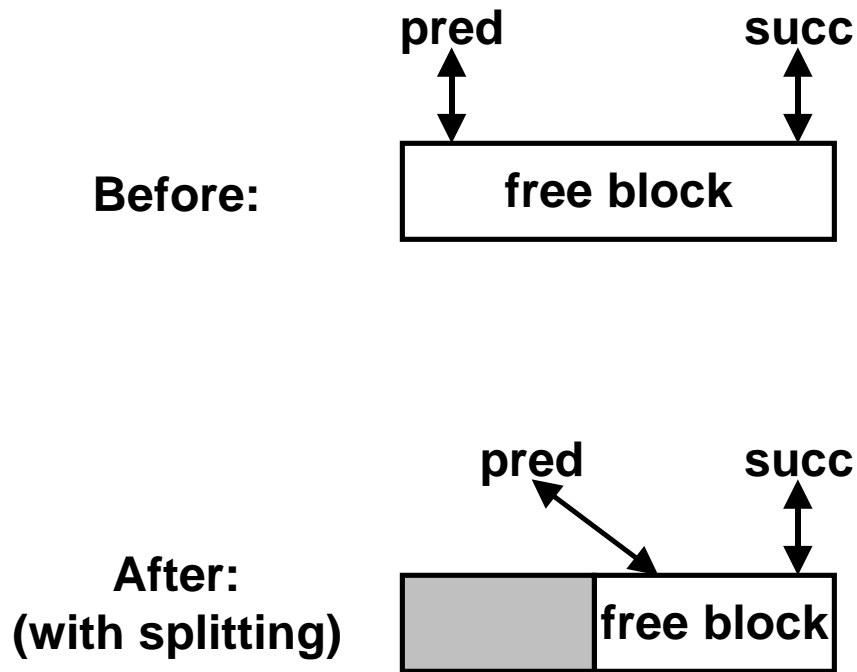 pred succ
Before:
free block
pred succ
After:
(with splitting)
free block